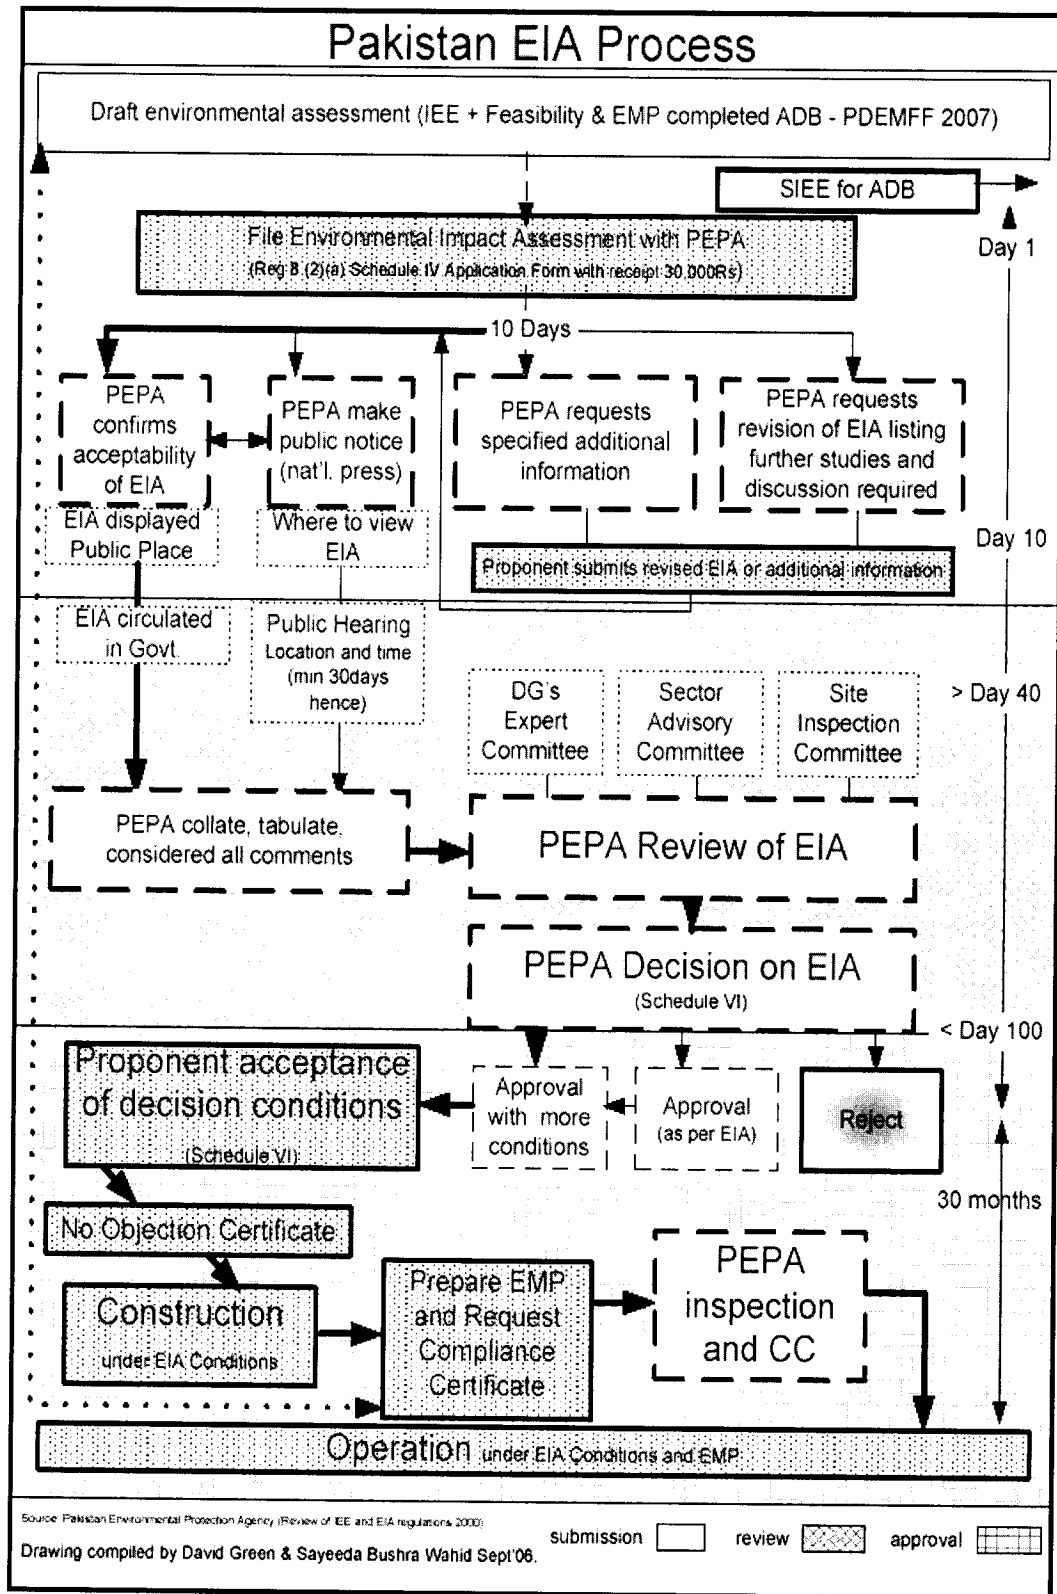 Pakistan EIA Process
Draft environmental assessment (IEE + Feasibility & EMP completed ADB - PDEMFF 2007)
SIEE for ADB
Day 1
File Environmental Impact Assessment with PEPA
(Reg 8 (2)(a) Schedule IV Application Form with receipt 30,000Rs)
10 Days
PEPA
confirms
acceptability
of EIA
PEPA make
public notice
(nat'l. press)
PEPA requests
specified additional
information
PEPA requests
revision of EIA listing
further studies and
discussion required
EIA displayed
Public Place
Where to view
EIA
Day 10
Proponent submits revised EIA or additional information
EIA circulated
in Govt.
Public Hearing
Location and time
(min 30days
hence)
DG's
Expert
Committee
Sector
Advisory
Committee
Site
Inspection
Committee
> Day 40
PEPA collate, tabulate,
considered all comments
PEPA Review of EIA
PEPA Decision on EIA
(Schedule VI)
< Day 100
Proponent acceptance
of decision conditions
(Schedule VI)
Approval
with more
conditions
Approval
(as per EIA)
Reject
30 months
No Objection Certificate
Construction
under EIA Conditions
Prepare EMP
and Request
Compliance
Certificate
PEPA
inspection
and CC
Operation under EIA Conditions and EMP
Source: Pakistan Environmental Protection Agency (Review of IEE and EIA regulations 2000)
Drawing compiled by David Green & Sayeeda Bushra Wahid Sept'06.
submission
review
approval